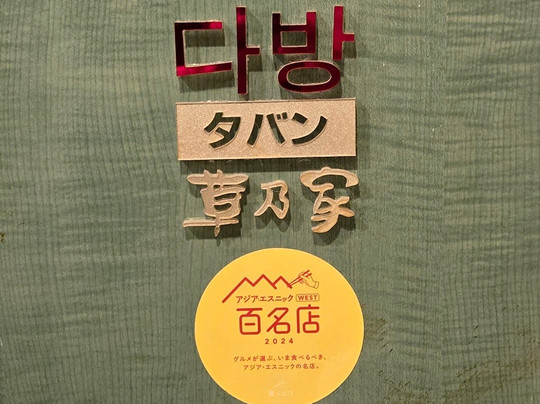 다방
タバン
草乃家
アジア・エスニック WEST
百名店
2024
グルメが選ぶ、いま食べるべき、
アジア・エスニックの名店。